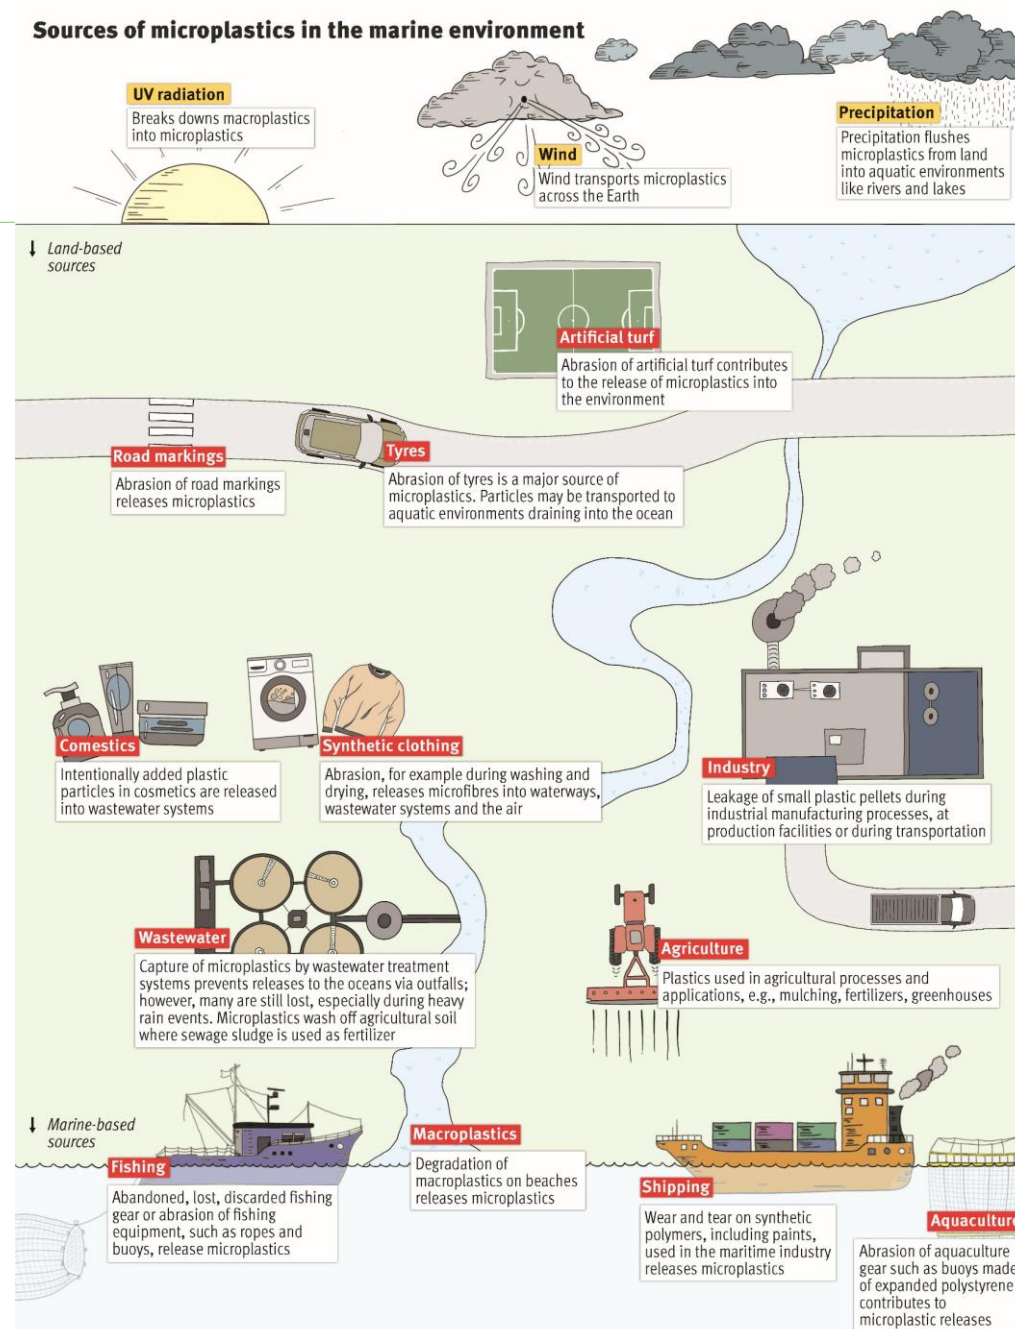 Sources of microplastics in the marine environment
UV radiation
Breaks downs macroplastics
into microplastics
Wind
Wind transports microplastics
across the Earth
Precipitation
Precipitation flushes
microplastics from land
into aquatic environments
like rivers and lakes
↓ Land-based
sources
Artificial turf
Abrasion of artificial turf contributes
to the release of microplastics into
the environment
Road markings
Abrasion of road markings
releases microplastics
Tyres
Abrasion of tyres is a major source of
microplastics. Particles may be transported to
aquatic environments draining into the ocean
Comestics
Intentionally added plastic
particles in cosmetics are released
into wastewater systems
Synthetic clothing
Abrasion, for example during washing and
drying, releases microfibres into waterways,
wastewater systems and the air
Industry
Leakage of small plastic pellets during
industrial manufacturing processes, at
production facilities or during transportation
Wastewater
Capture of microplastics by wastewater treatment
systems prevents releases to the oceans via outfalls;
however, many are still lost, especially during heavy
rain events. Microplastics wash off agricultural soil
where sewage sludge is used as fertilizer
Agriculture
Plastics used in agricultural processes and
applications, e.g., mulching, fertilizers, greenhouses
↓ Marine-based
sources
Fishing
Abandoned, lost, discarded fishing
gear or abrasion of fishing
equipment, such as ropes and
buoys, release microplastics
Macroplastics
Degradation of
macroplastics on beaches
releases microplastics
Shipping
Wear and tear on synthetic
polymers, including paints,
used in the maritime industry
releases microplastics
Aquaculture
Abrasion of aquaculture
gear such as buoys made
of expanded polystyrene
contributes to
microplastic releases